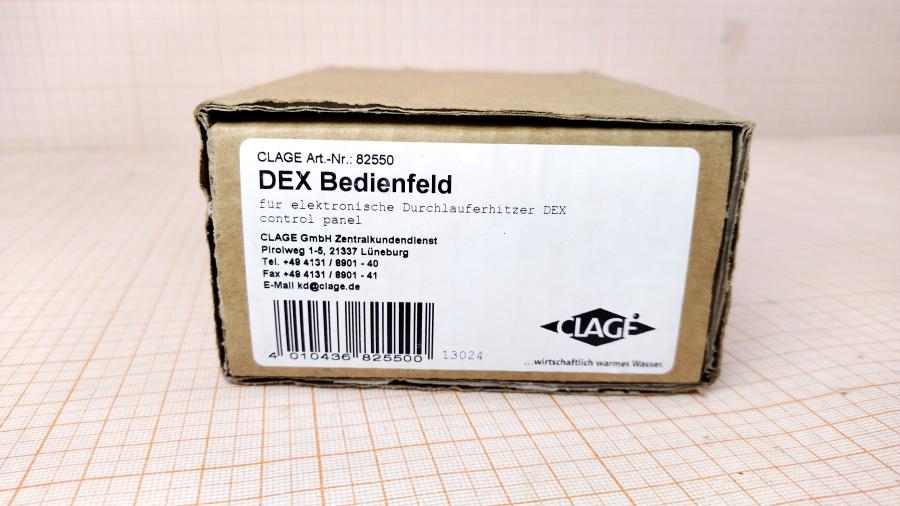 CLAGE Art.-Nr.: 82550
DEX Bedienfeld
für elektronische Durchlauferhitzer DEX
control panel
CLAGE GmbH Zentralkundendienst
Pirolweg 1-5, 21337 Lüneburg
Tel. +49 4131 / 8901 - 40
Fax +49 4131 / 8901 - 41
E-Mail kd@clage.de
4 010436 825500 13024
CLAGE
...wirtschaftlich warmes Wasser.